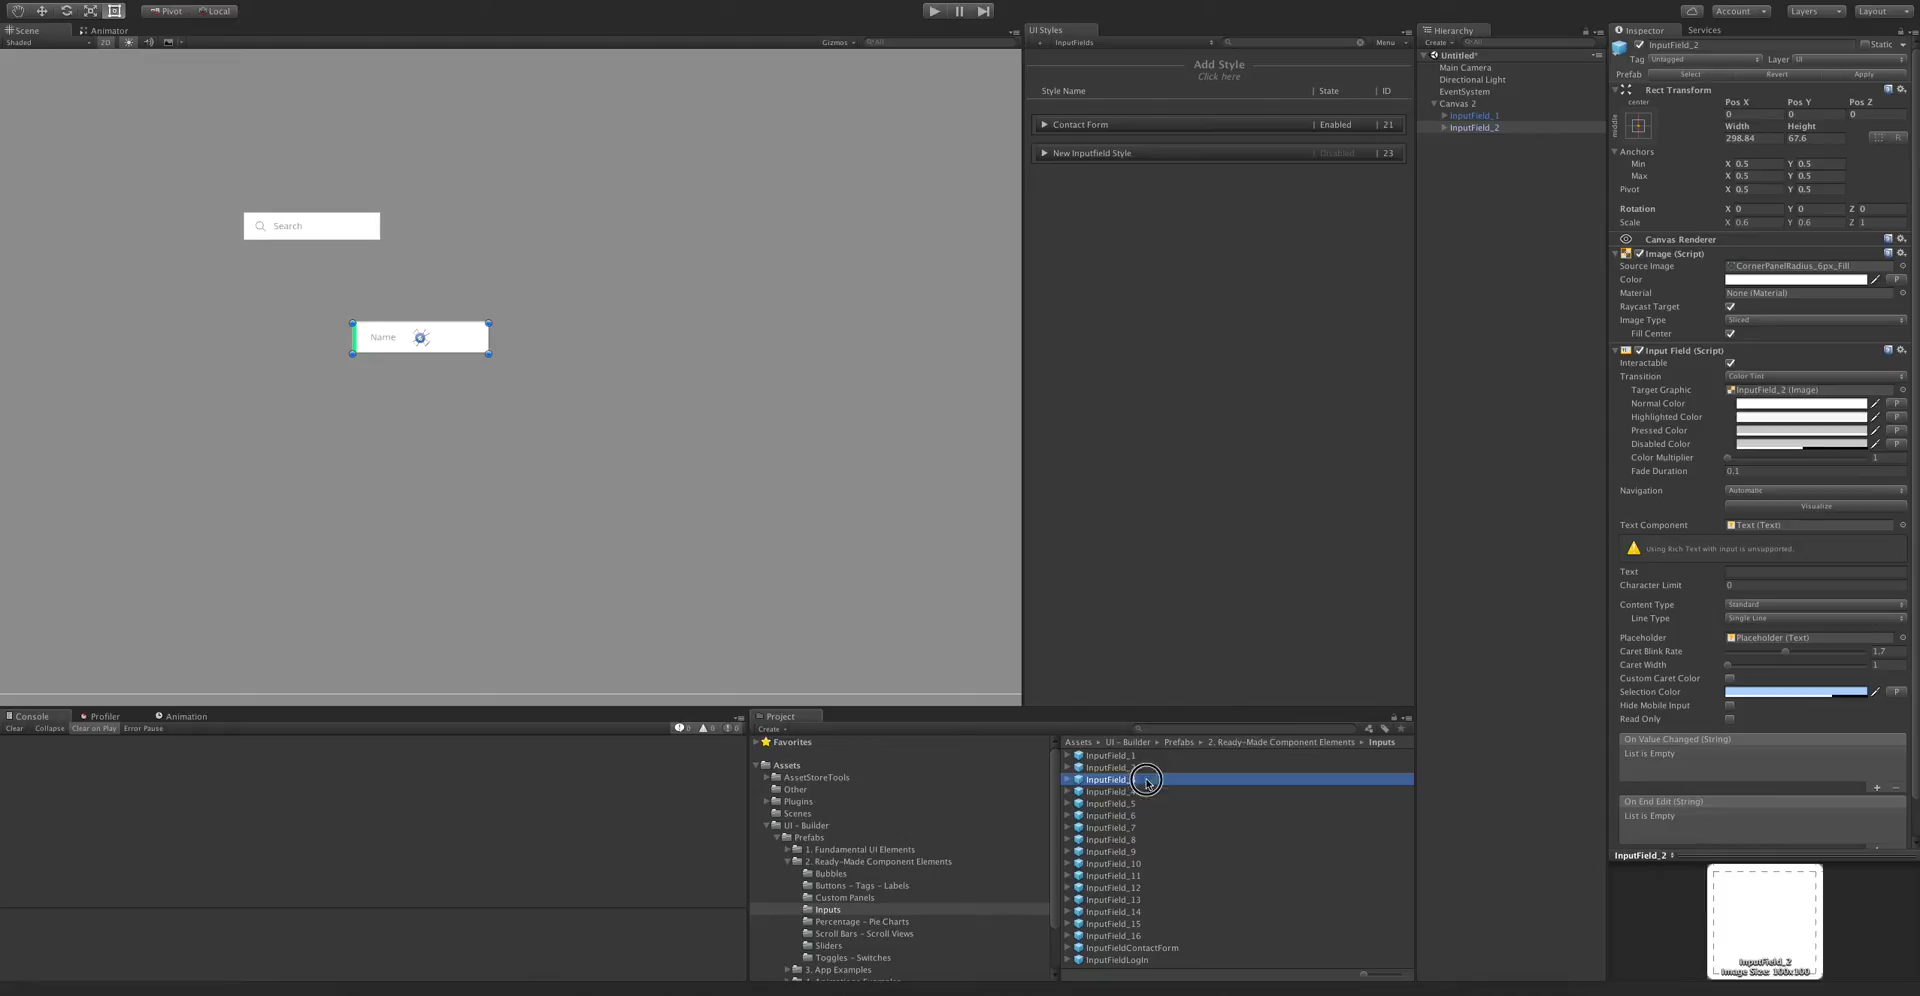 Pivot Local Account Layers Layout
Scene Animator
Shaded 2D Gizmos All
Search
Name
UI Styles
InputFields Menu
Add Style
Click here
Style Name | State | ID
Contact Form | Enabled | 21
New Inputfield Style | Disabled | 23
Hierarchy
Create All
Untitled*
Main Camera
Directional Light
EventSystem
Canvas 2
InputField_1
InputField_2
Inspector Services
InputField_2 Static
Tag Untagged Layer UI
Prefab Select Revert Apply
Rect Transform
center Pos X Pos Y Pos Z
middle 0 0 0
Width Height
298.84 67.6 R
Anchors
Min X 0.5 Y 0.5
Max X 0.5 Y 0.5
Pivot X 0.5 Y 0.5
Rotation X 0 Y 0 Z 0
Scale X 0.6 Y 0.6 Z 1
Canvas Renderer
Image (Script)
Source Image CornerPanelRadius_6px_Fill
Color P
Material None (Material)
Raycast Target
Image Type Sliced
Fill Center
Input Field (Script)
Interactable
Transition Color Tint
Target Graphic InputField_2 (Image)
Normal Color P
Highlighted Color P
Pressed Color P
Disabled Color P
Color Multiplier 1
Fade Duration 0.1
Navigation Automatic
Visualize
Text Component Text (Text)
Using Rich Text with input is unsupported.
Text
Character Limit 0
Content Type Standard
Line Type Single Line
Placeholder Placeholder (Text)
Caret Blink Rate 1.7
Caret Width 1
Custom Caret Color
Selection Color P
Hide Mobile Input
Read Only
On Value Changed (String)
List is Empty
On End Edit (String)
List is Empty
InputField_2
InputField_2
Image Size: 100x100
Console Profiler Animation
Clear Collapse Clear on Play Error Pause 0 0 0
Project
Create
Favorites
Assets
AssetStoreTools
Other
Plugins
Scenes
UI - Builder
Prefabs
1. Fundamental UI Elements
2. Ready-Made Component Elements
Bubbles
Buttons - Tags - Labels
Custom Panels
Inputs
Percentage - Pie Charts
Scroll Bars - Scroll Views
Sliders
Toggles - Switches
3. App Examples
Assets UI - Builder Prefabs 2. Ready-Made Component Elements Inputs
InputField_1
InputField_2
InputField_
InputField_4
InputField_5
InputField_6
InputField_7
InputField_8
InputField_9
InputField_10
InputField_11
InputField_12
InputField_13
InputField_14
InputField_15
InputField_16
InputFieldContactForm
InputFieldLogIn